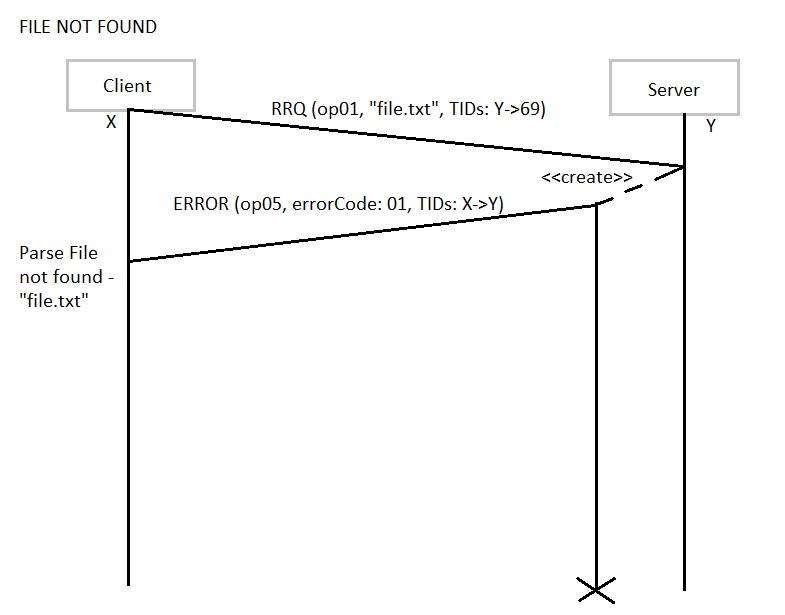 FILE NOT FOUND
Client
Server
X
RRQ (op01, "file.txt", TIDs: Y->69)
Y
<<create>>
ERROR (op05, errorCode: 01, TIDs: X->Y)
Parse File
not found -
"file.txt"